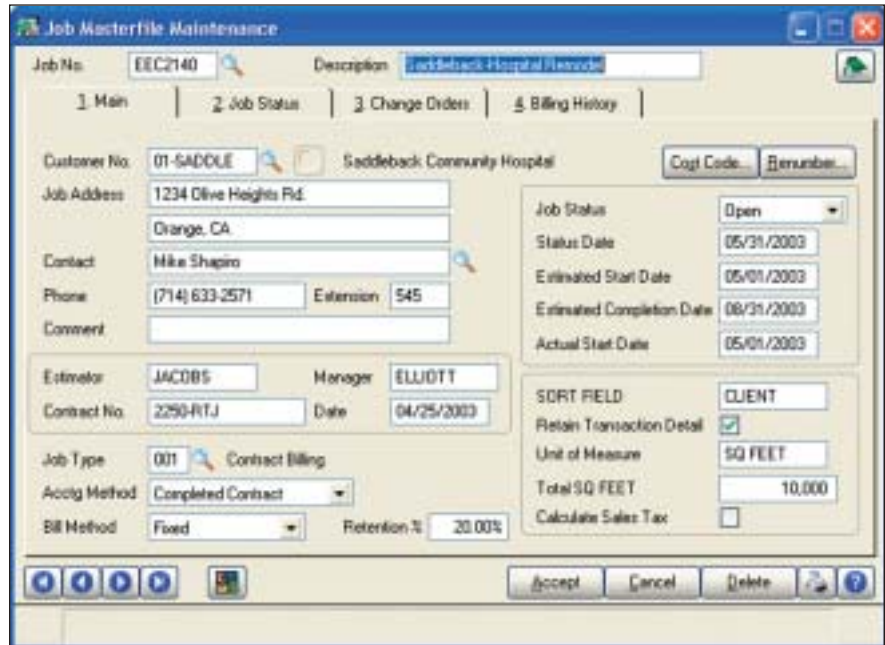 Job Masterfile Maintenance
Job No. EEC2140 Description Saddleback Hospital Remodel
1. Main 2. Job Status 3. Change Orders 4. Billing History
Customer No. 01-SADDLE Saddleback Community Hospital Cost Code... Renumber...
Job Address 1234 Olive Heights Rd. Job Status Open
Orange, CA Status Date 05/31/2003
Contact Mike Shapiro Estimated Start Date 05/01/2003
Phone (714) 633-2571 Extension 545 Estimated Completion Date 08/31/2003
Comment Actual Start Date 05/01/2003
Estimator JACOBS Manager ELLIOTT SORT FIELD CLIENT
Contract No. 2250-RTJ Date 04/25/2003 Retain Transaction Detail
Job Type 001 Contract Billing Unit of Measure SQ FEET
Acctg Method Completed Contract Total SQ FEET 10,000
Bill Method Fixed Retention % 20.00% Calculate Sales Tax
Accept Cancel Delete